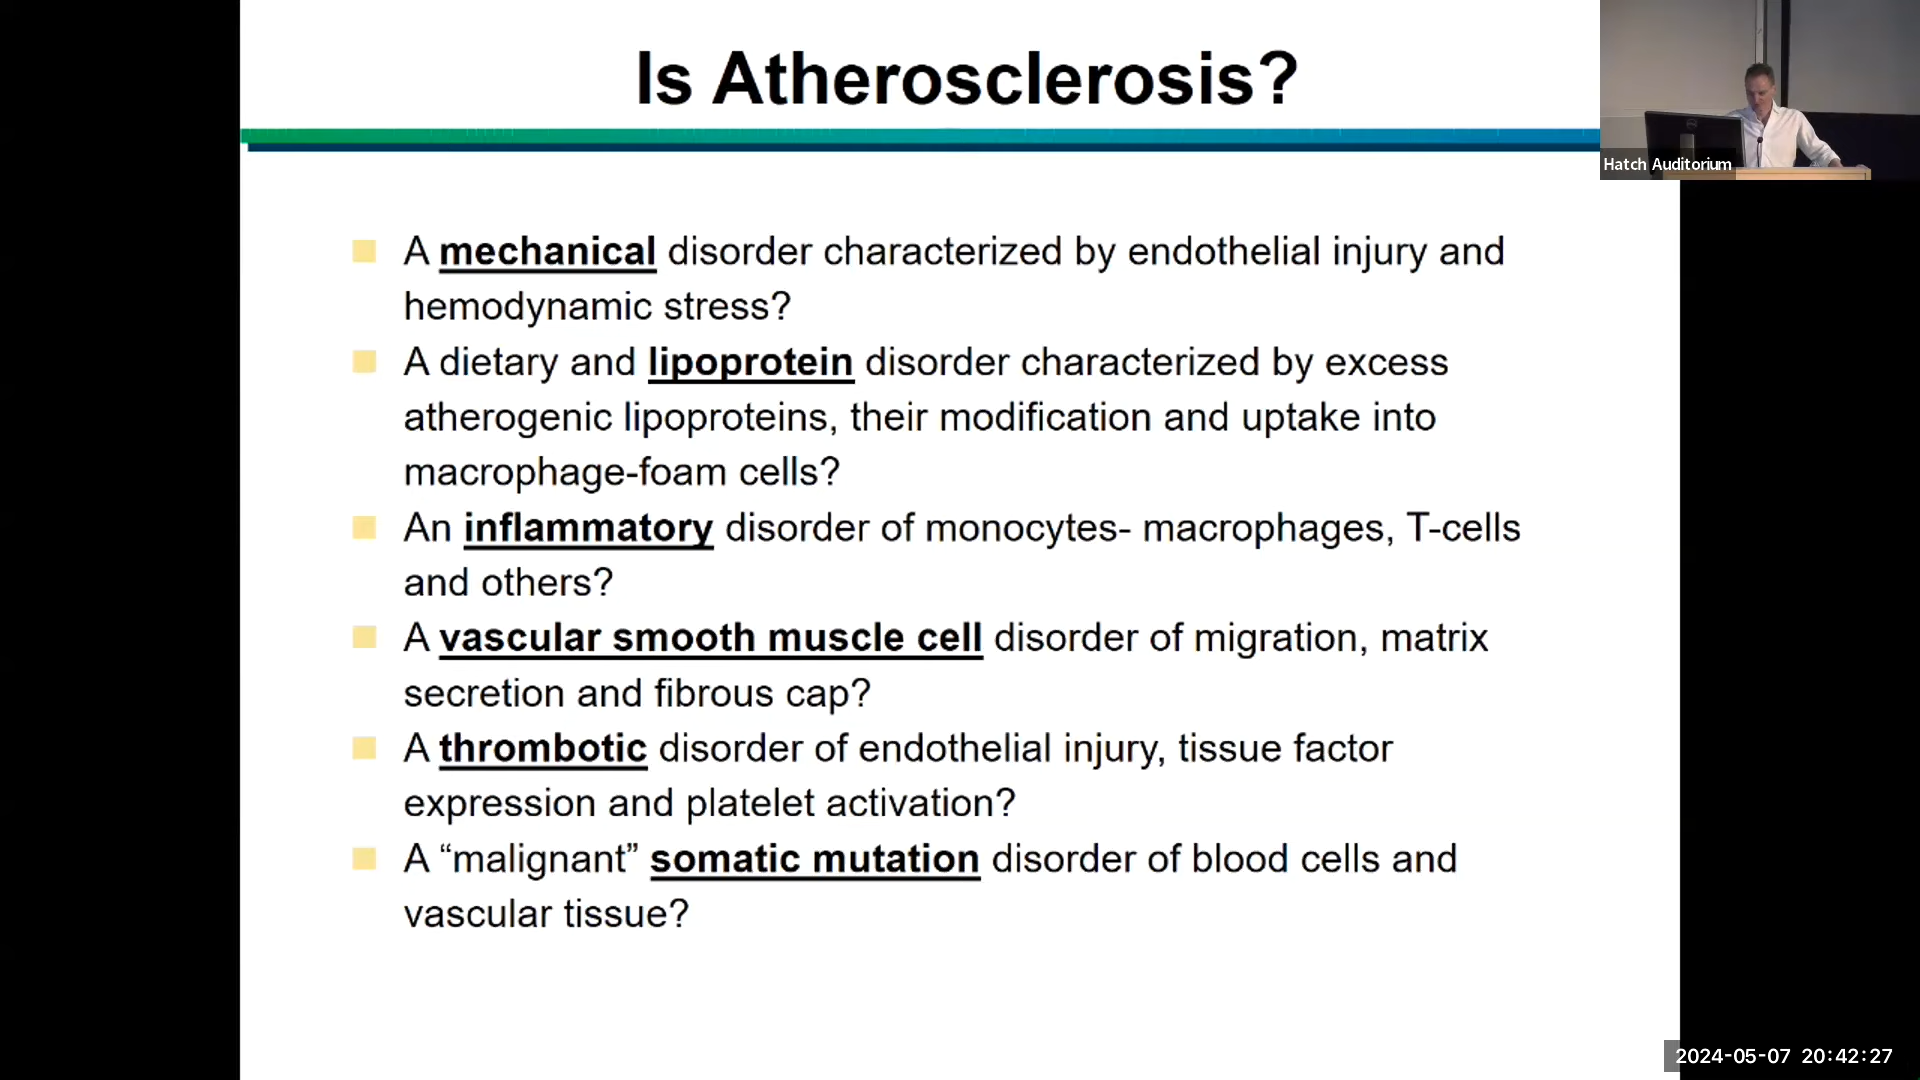 Is Atherosclerosis?
Hatch Auditorium
A mechanical disorder characterized by endothelial injury and
hemodynamic stress?
A dietary and lipoprotein disorder characterized by excess
atherogenic lipoproteins, their modification and uptake into
macrophage-foam cells?
An inflammatory disorder of monocytes- macrophages, T-cells
and others?
A vascular smooth muscle cell disorder of migration, matrix
secretion and fibrous cap?
A thrombotic disorder of endothelial injury, tissue factor
expression and platelet activation?
A “malignant” somatic mutation disorder of blood cells and
vascular tissue?
2024-05-07 20:42:27